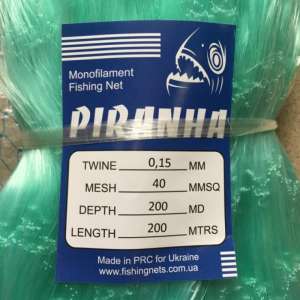 Monofilament
Fishing Net
PIRANHA
TWINE 0,15 MM
MESH 40 MMSQ
DEPTH 200 MD
LENGTH 200 MTRS
Made in PRC for Ukraine
www.fishingnets.com.ua